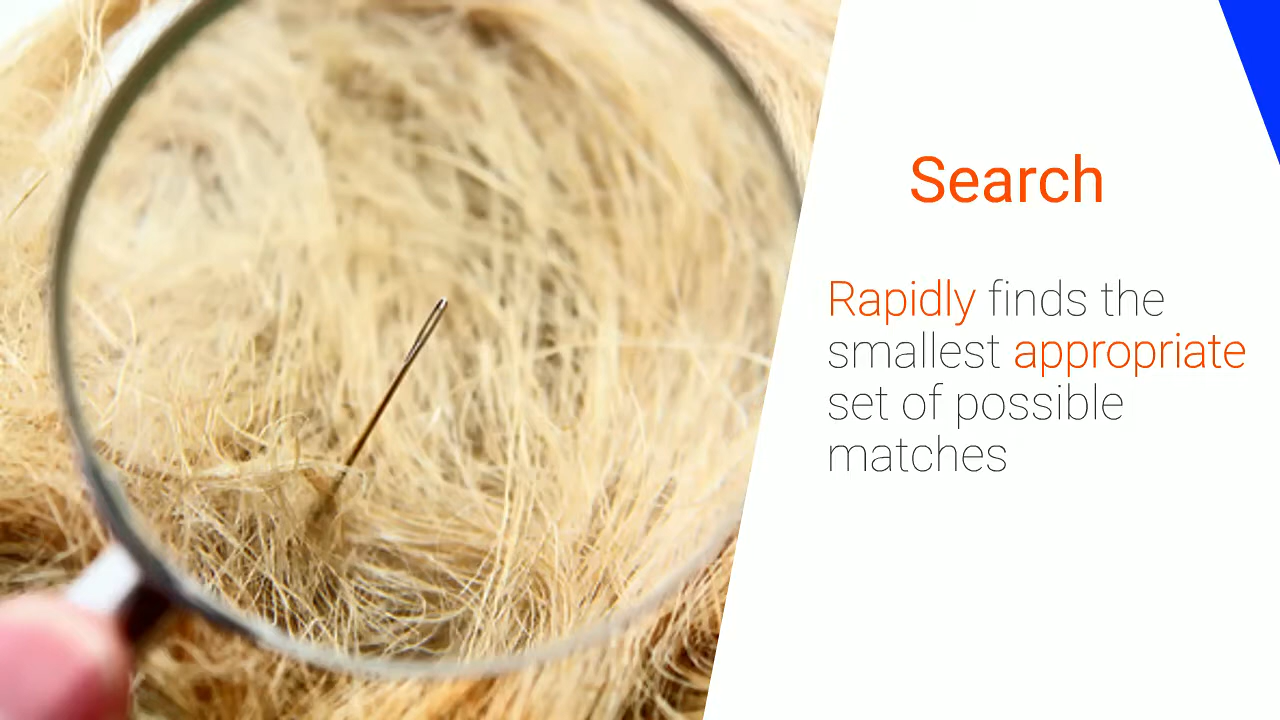 Search
Rapidly finds the
smallest appropriate
set of possible
matches